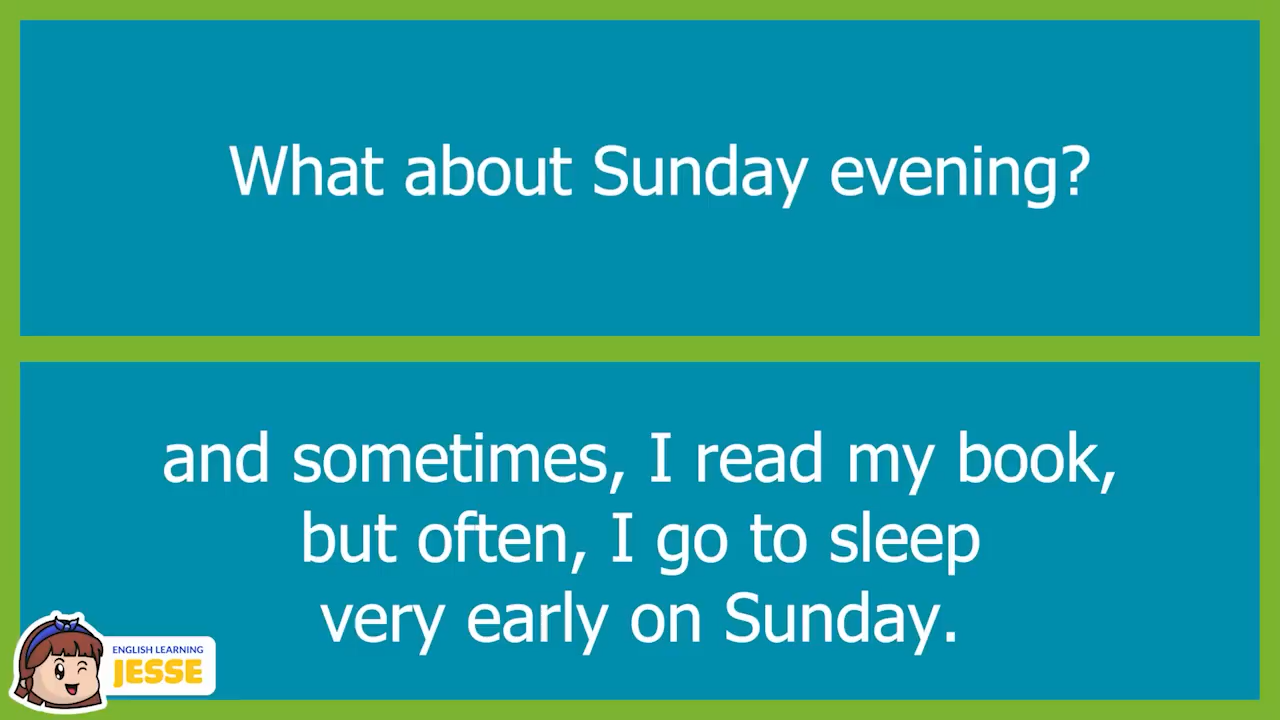 What about Sunday evening?
and sometimes, I read my book,
but often, I go to sleep
very early on Sunday.
ENGLISH LEARNING
JESSE